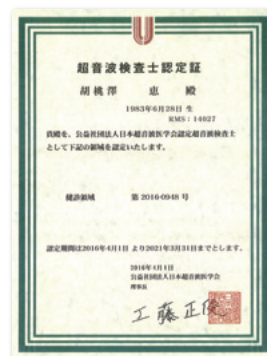 超音波検査士認定証
胡桃澤 恵 殿
1983年6月28日 生
RMS：14027
貴殿を、公益社団法人日本超音波医学会認定超音波検査士
として下記の領域を認定いたします。
健診領域 第 2016-0948 号
認定期間は2016年4月1日 より2021年3月31日までとします。
2016年4月1日
公益社団法人日本超音波医学会
理事長
工藤正俊